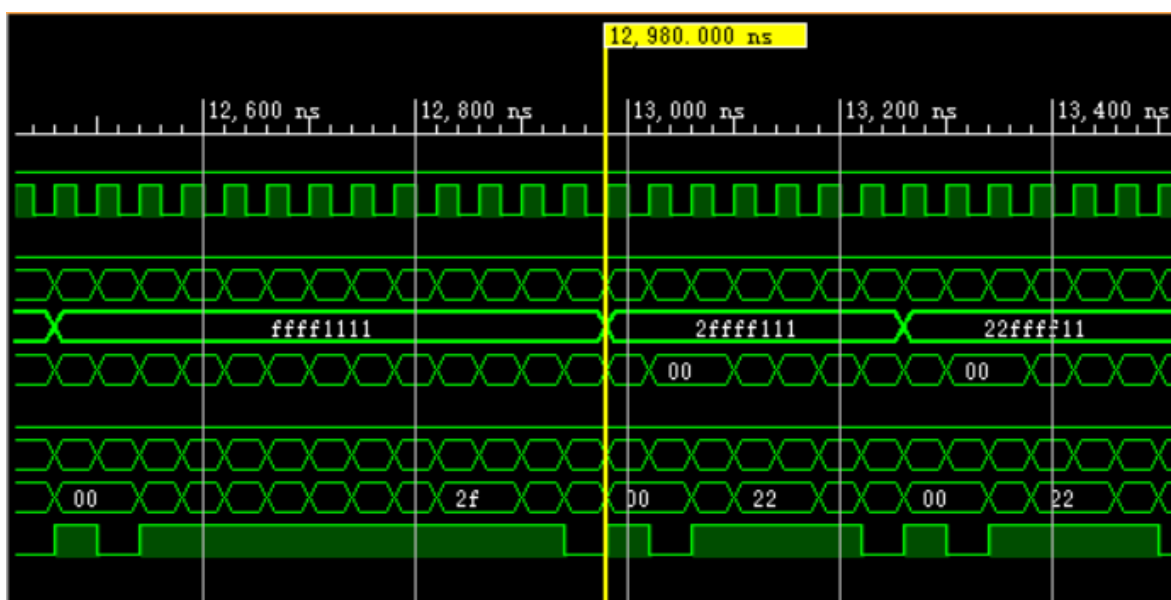 12,980.000 ns
12,600 ns 12,800 ns 13,000 ns 13,200 ns 13,400 ns
ffff1111 2ffff111 22ffff11
00 00
00 2f 00 22 00 22